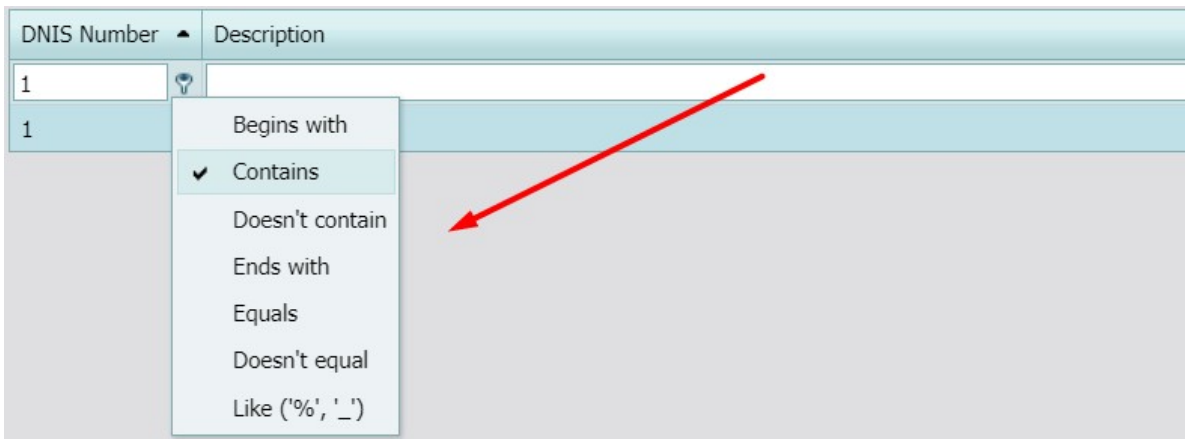 DNIS Number Description
1
1
Begins with
Contains
Doesn't contain
Ends with
Equals
Doesn't equal
Like ('%', '_')